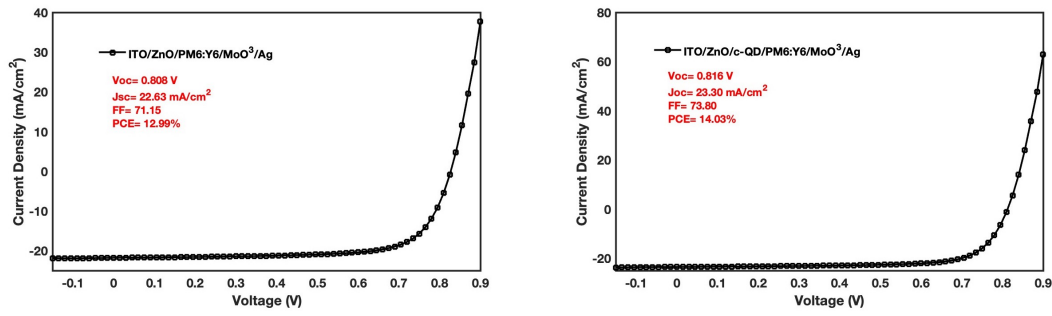 40
30
20
10
0
-10
-20
-0.1 0 0.1 0.2 0.3 0.4 0.5 0.6 0.7 0.8 0.9
Voltage (V)
Current Density (mA/cm²)
ITO/ZnO/PM6:Y6/MoO³/Ag
Voc= 0.808 V
Jsc= 22.63 mA/cm²
FF= 71.15
PCE= 12.99%
80
60
40
20
0
-20
-0.1 0 0.1 0.2 0.3 0.4 0.5 0.6 0.7 0.8 0.9
Voltage (V)
Current Density (mA/cm²)
ITO/ZnO/c-QD/PM6:Y6/MoO³/Ag
Voc= 0.816 V
Joc= 23.30 mA/cm²
FF= 73.80
PCE= 14.03%